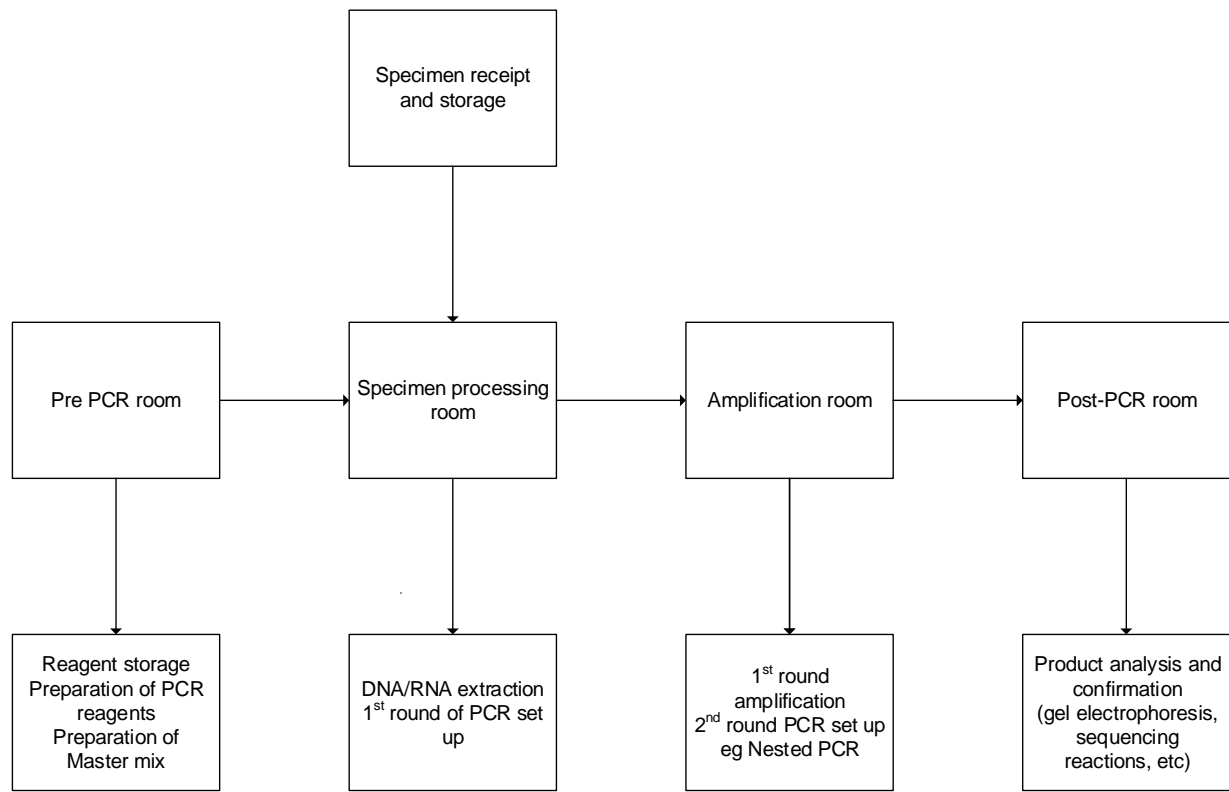 Specimen receipt
and storage
Pre PCR room
Specimen processing
room
Amplification room
Post-PCR room
Reagent storage
Preparation of PCR
reagents
Preparation of
Master mix
DNA/RNA extraction
1st round of PCR set
up
1st round
amplification
2nd round PCR set up
eg Nested PCR
Product analysis and
confirmation
(gel electrophoresis,
sequencing
reactions, etc)